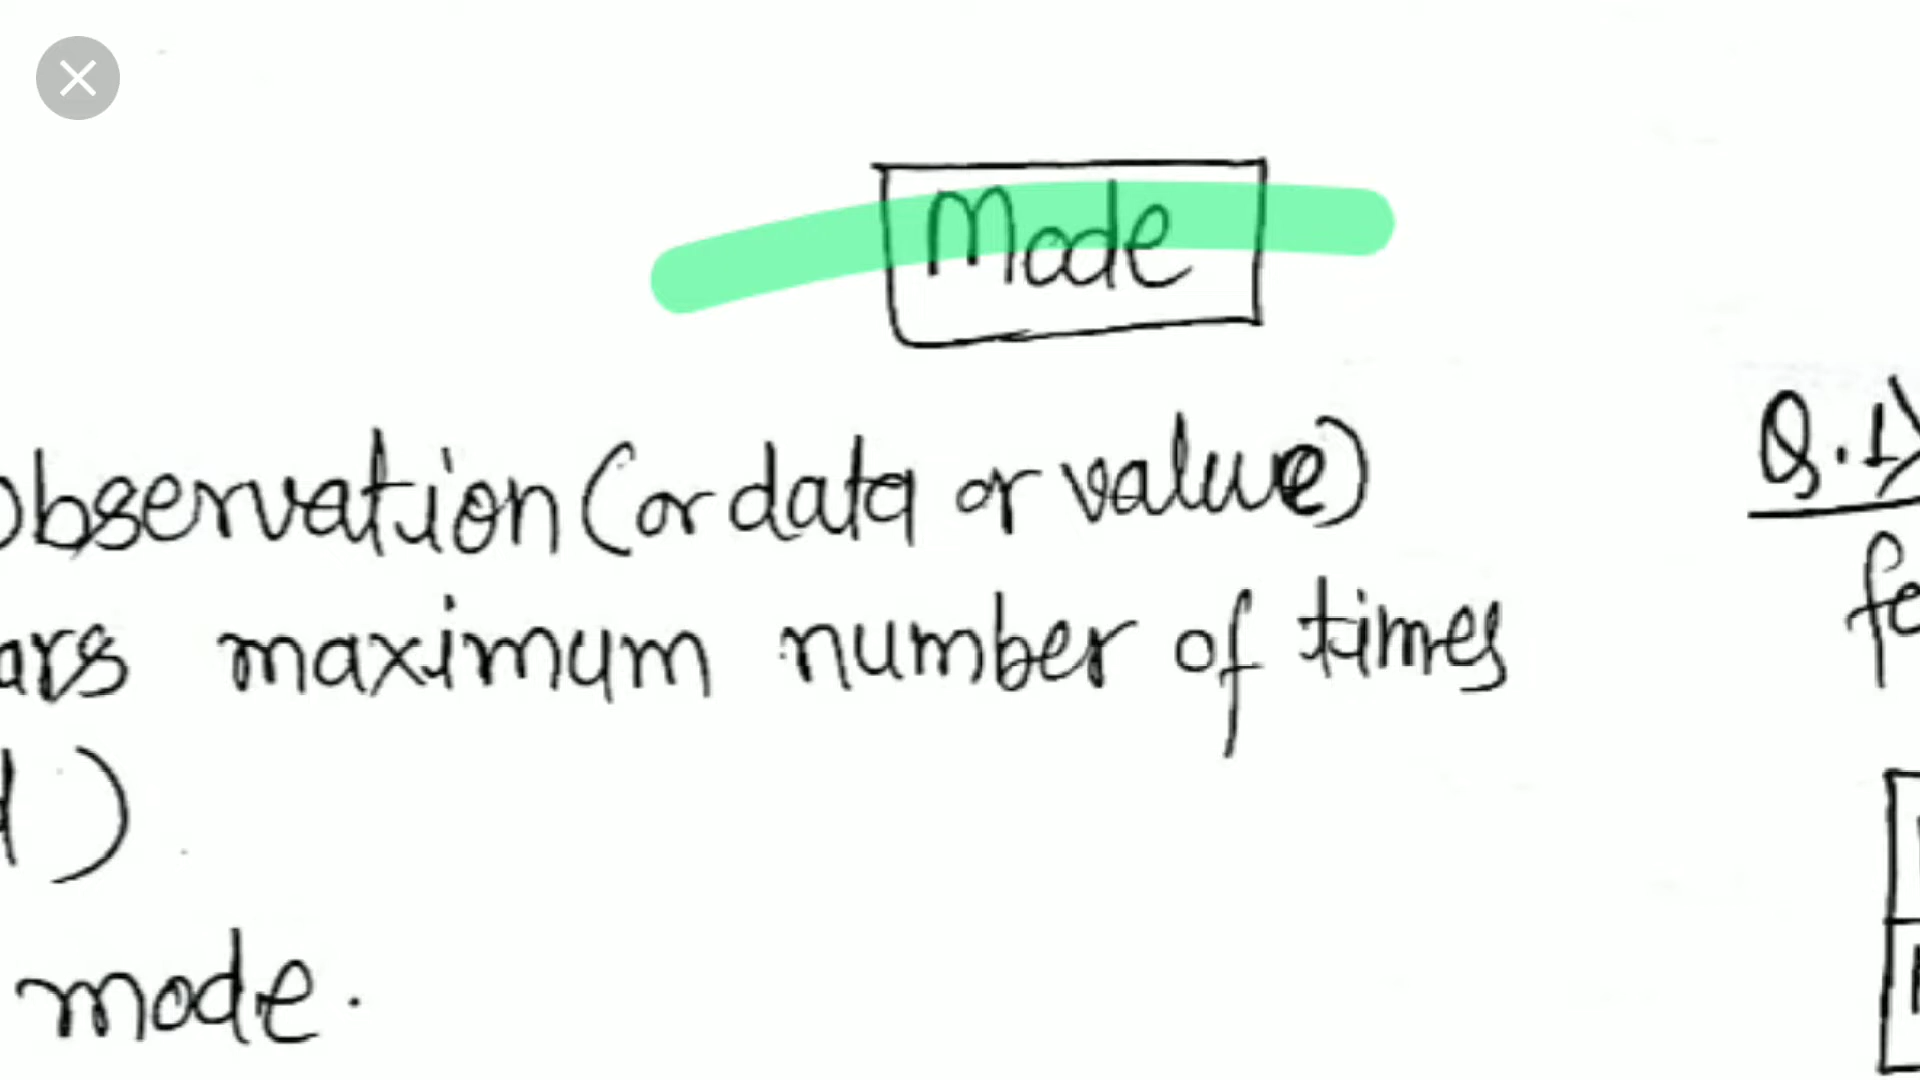 Mode
observation (or data or value)
ars maximum number of times
)
mode.
Q.1)
fe